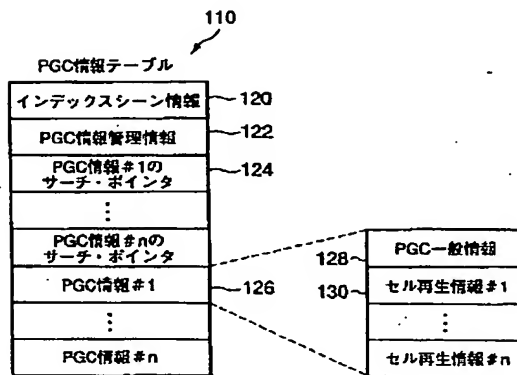 110
PGC情報テーブル
インデックスシーン情報
120
PGC情報管理情報
122
PGC情報#1の
サーチ・ポインタ
124
⋮
PGC情報#nの
サーチ・ポインタ
PGC情報#1
126
⋮
PGC情報#n
128
PGC一般情報
130
セル再生情報#1
⋮
セル再生情報#n